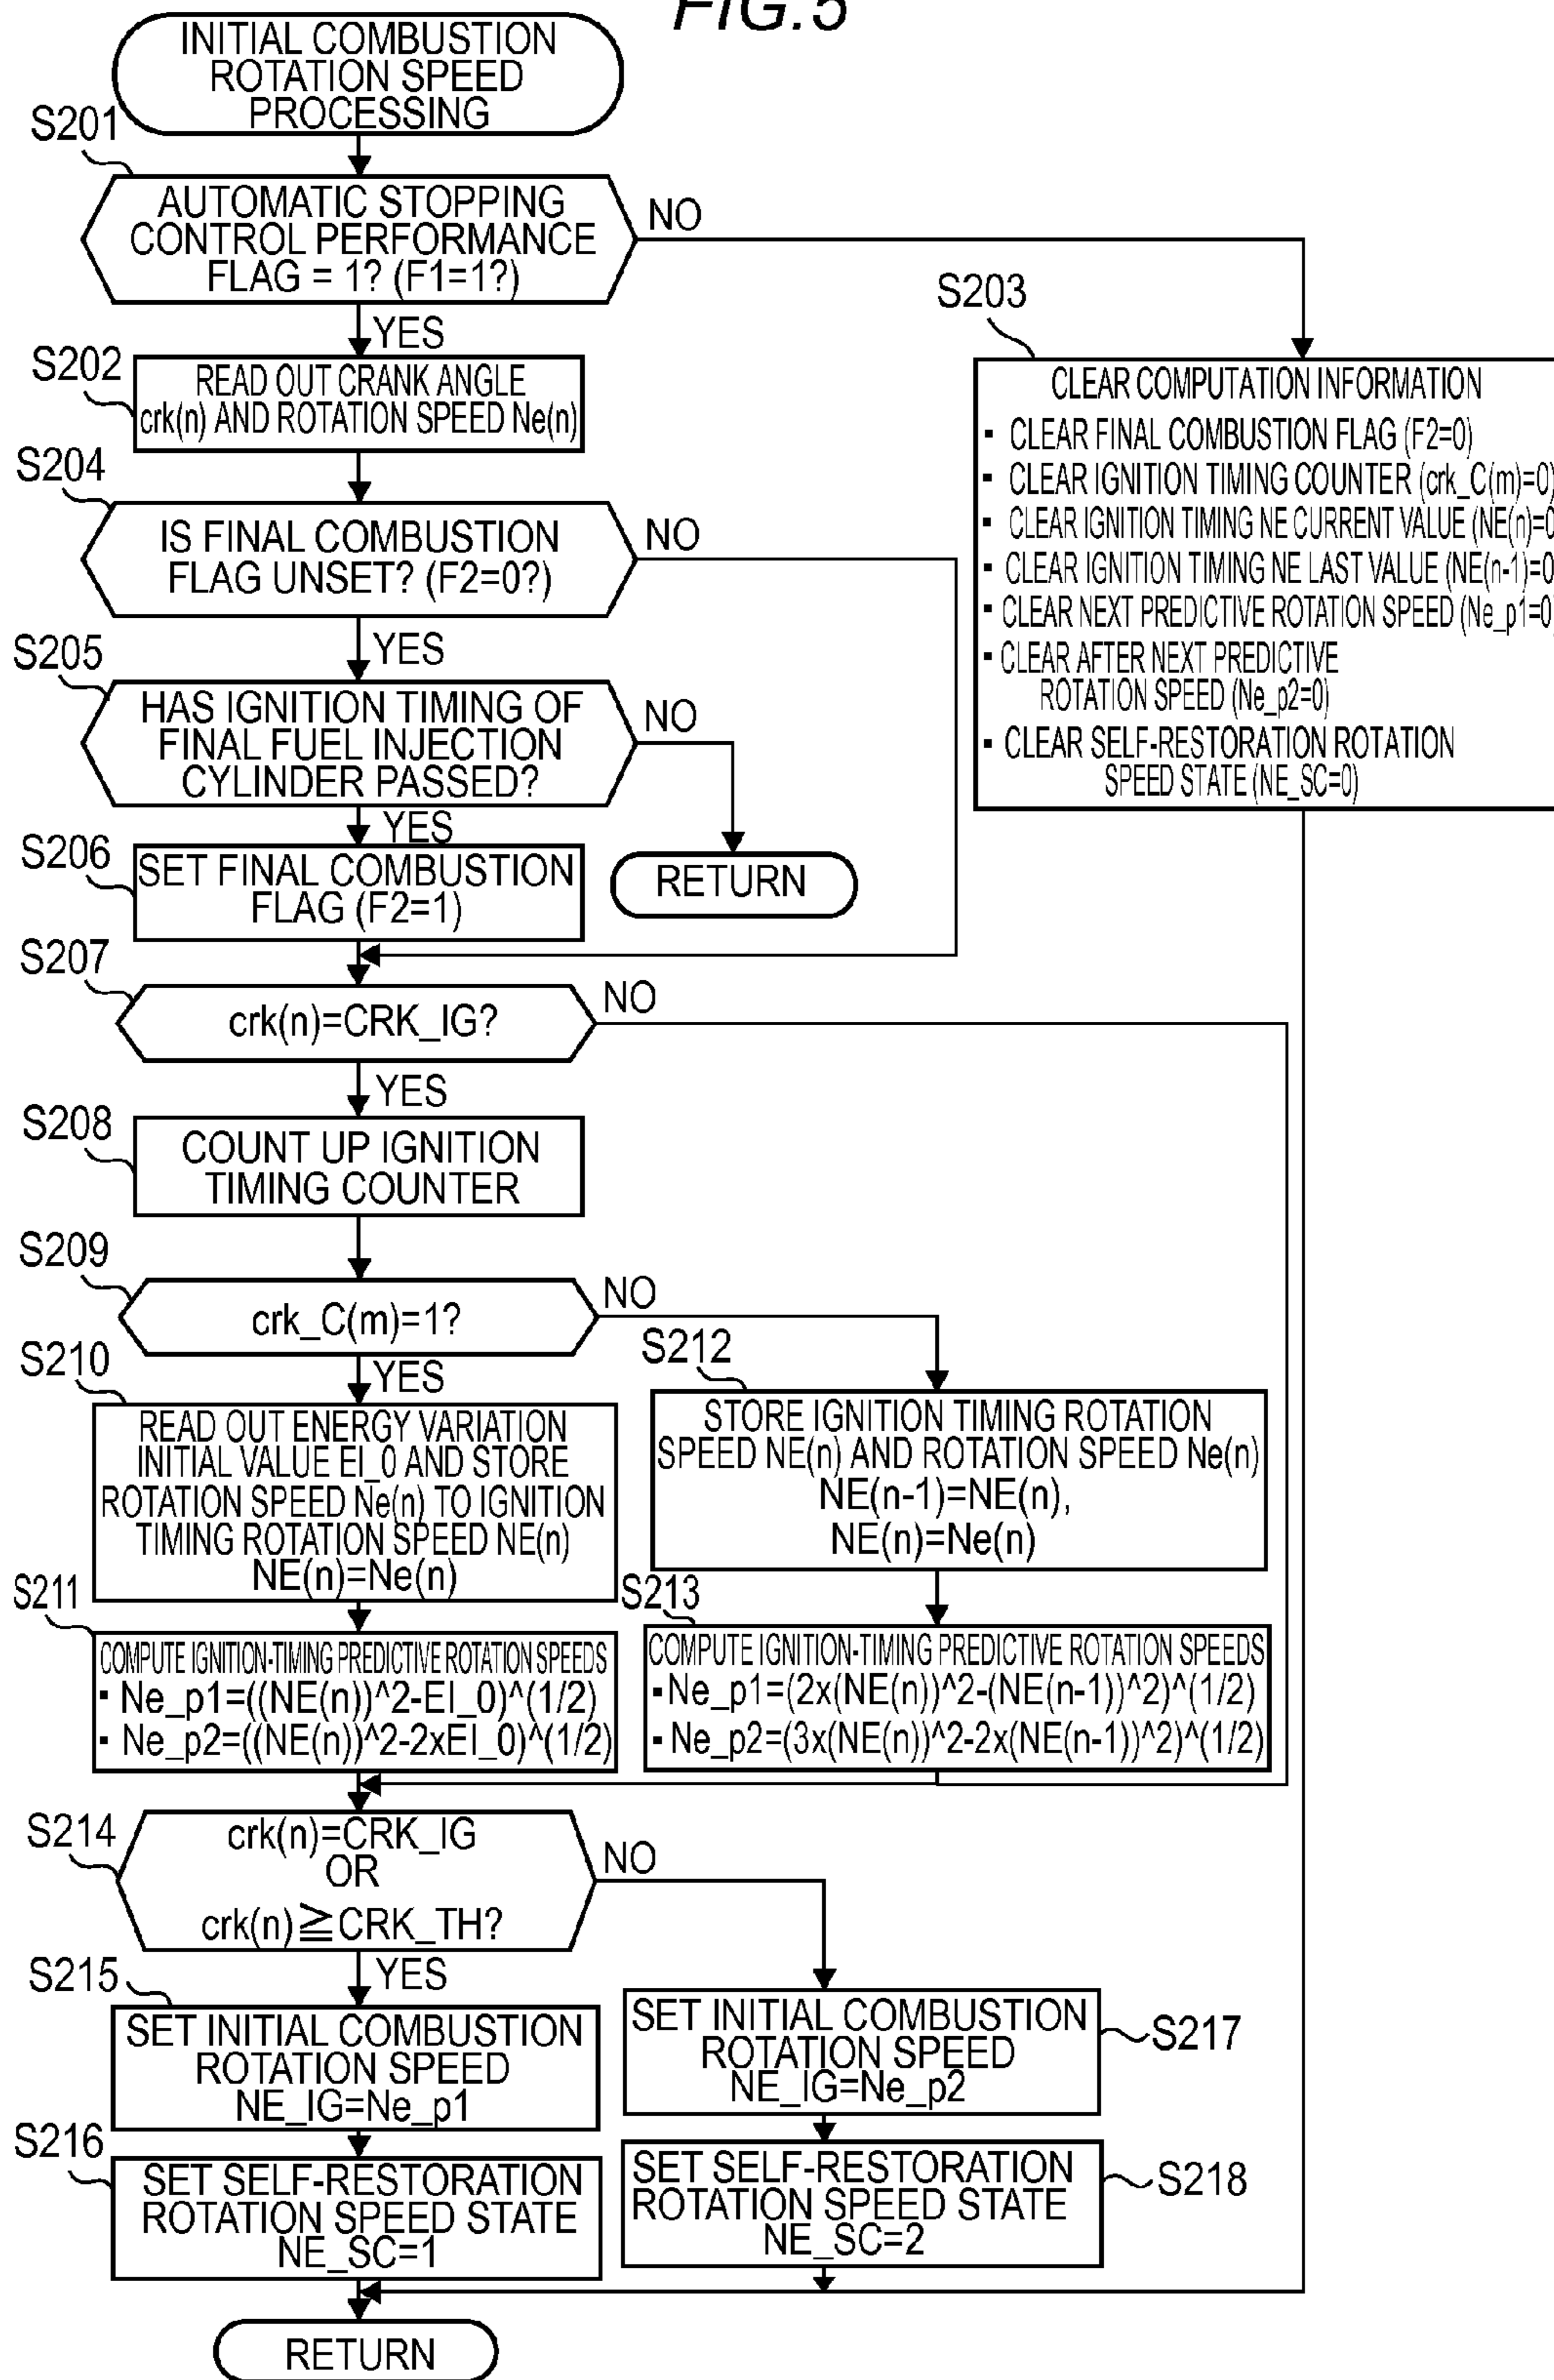 FIG.5
INITIAL COMBUSTION
ROTATION SPEED
PROCESSING
S201
AUTOMATIC STOPPING
CONTROL PERFORMANCE
FLAG = 1? (F1=1?)
NO
YES
S202
READ OUT CRANK ANGLE
crk(n) AND ROTATION SPEED Ne(n)
S203
CLEAR COMPUTATION INFORMATION
▪ CLEAR FINAL COMBUSTION FLAG (F2=0)
▪ CLEAR IGNITION TIMING COUNTER (crk_C(m)=0)
▪ CLEAR IGNITION TIMING NE CURRENT VALUE (NE(n)=0
▪ CLEAR IGNITION TIMING NE LAST VALUE (NE(n-1)=0
▪ CLEAR NEXT PREDICTIVE ROTATION SPEED (Ne_p1=0)
▪ CLEAR AFTER NEXT PREDICTIVE
ROTATION SPEED (Ne_p2=0)
▪ CLEAR SELF-RESTORATION ROTATION
SPEED STATE (NE_SC=0)
S204
IS FINAL COMBUSTION
FLAG UNSET? (F2=0?)
NO
YES
S205
HAS IGNITION TIMING OF
FINAL FUEL INJECTION
CYLINDER PASSED?
NO
YES
RETURN
S206
SET FINAL COMBUSTION
FLAG (F2=1)
S207
crk(n)=CRK_IG?
NO
YES
S208
COUNT UP IGNITION
TIMING COUNTER
S209
crk_C(m)=1?
NO
YES
S210
READ OUT ENERGY VARIATION
INITIAL VALUE EI_0 AND STORE
ROTATION SPEED Ne(n) TO IGNITION
TIMING ROTATION SPEED NE(n)
NE(n)=Ne(n)
S212
STORE IGNITION TIMING ROTATION
SPEED NE(n) AND ROTATION SPEED Ne(n)
NE(n-1)=NE(n),
NE(n)=Ne(n)
S211
COMPUTE IGNITION-TIMING PREDICTIVE ROTATION SPEEDS
▪ Ne_p1=((NE(n))^2-EI_0)^(1/2)
▪ Ne_p2=((NE(n))^2-2xEI_0)^(1/2)
S213
COMPUTE IGNITION-TIMING PREDICTIVE ROTATION SPEEDS
▪Ne_p1=(2x(NE(n))^2-(NE(n-1))^2)^(1/2)
▪ Ne_p2=(3x(NE(n))^2-2x(NE(n-1))^2)^(1/2)
S214
crk(n)=CRK_IG
OR
crk(n)≧CRK_TH?
NO
YES
S215
SET INITIAL COMBUSTION
ROTATION SPEED
NE_IG=Ne_p1
S217
SET INITIAL COMBUSTION
ROTATION SPEED
NE_IG=Ne_p2
S216
SET SELF-RESTORATION
ROTATION SPEED STATE
NE_SC=1
S218
SET SELF-RESTORATION
ROTATION SPEED STATE
NE_SC=2
RETURN